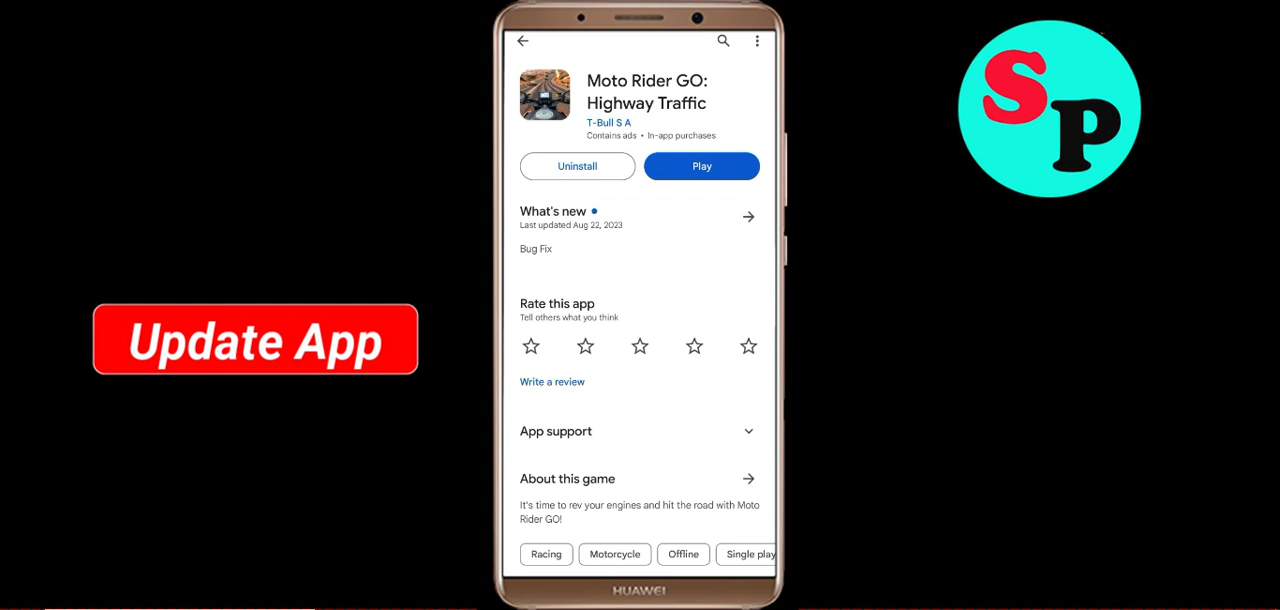 Moto Rider GO:
Highway Traffic
T-Bull S A
Contains ads • In-app purchases
Uninstall
Play
What's new
Last updated Aug 22, 2023
Bug Fix
Rate this app
Tell others what you think
Write a review
App support
About this game
It's time to rev your engines and hit the road with Moto
Rider GO!
Racing
Motorcycle
Offline
Single play
HUAWEI
Update App
SP